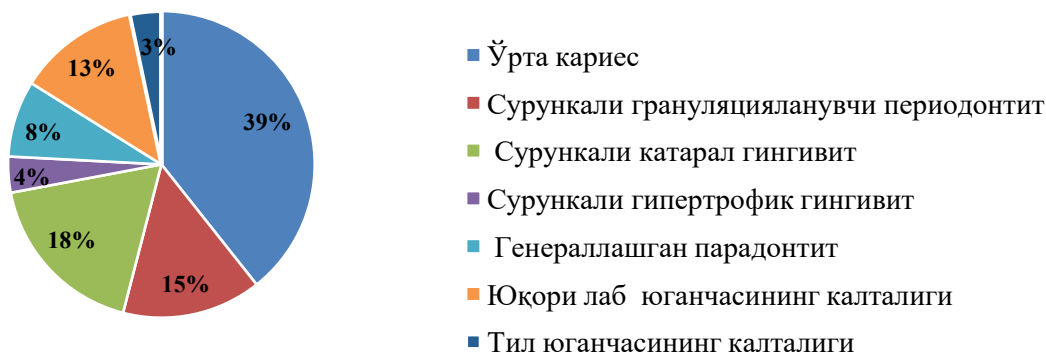 3%
13%
39%
8%
4%
18%
15%
Ўрта кариес
Сурункали грануляцияланувчи периодонтит
Сурункали катарал гингивит
Сурункали гипертрофик гингивит
Генераллашган парадонтит
Юқори лаб юганчасининг калталиги
Тил юганчасининг калталиги